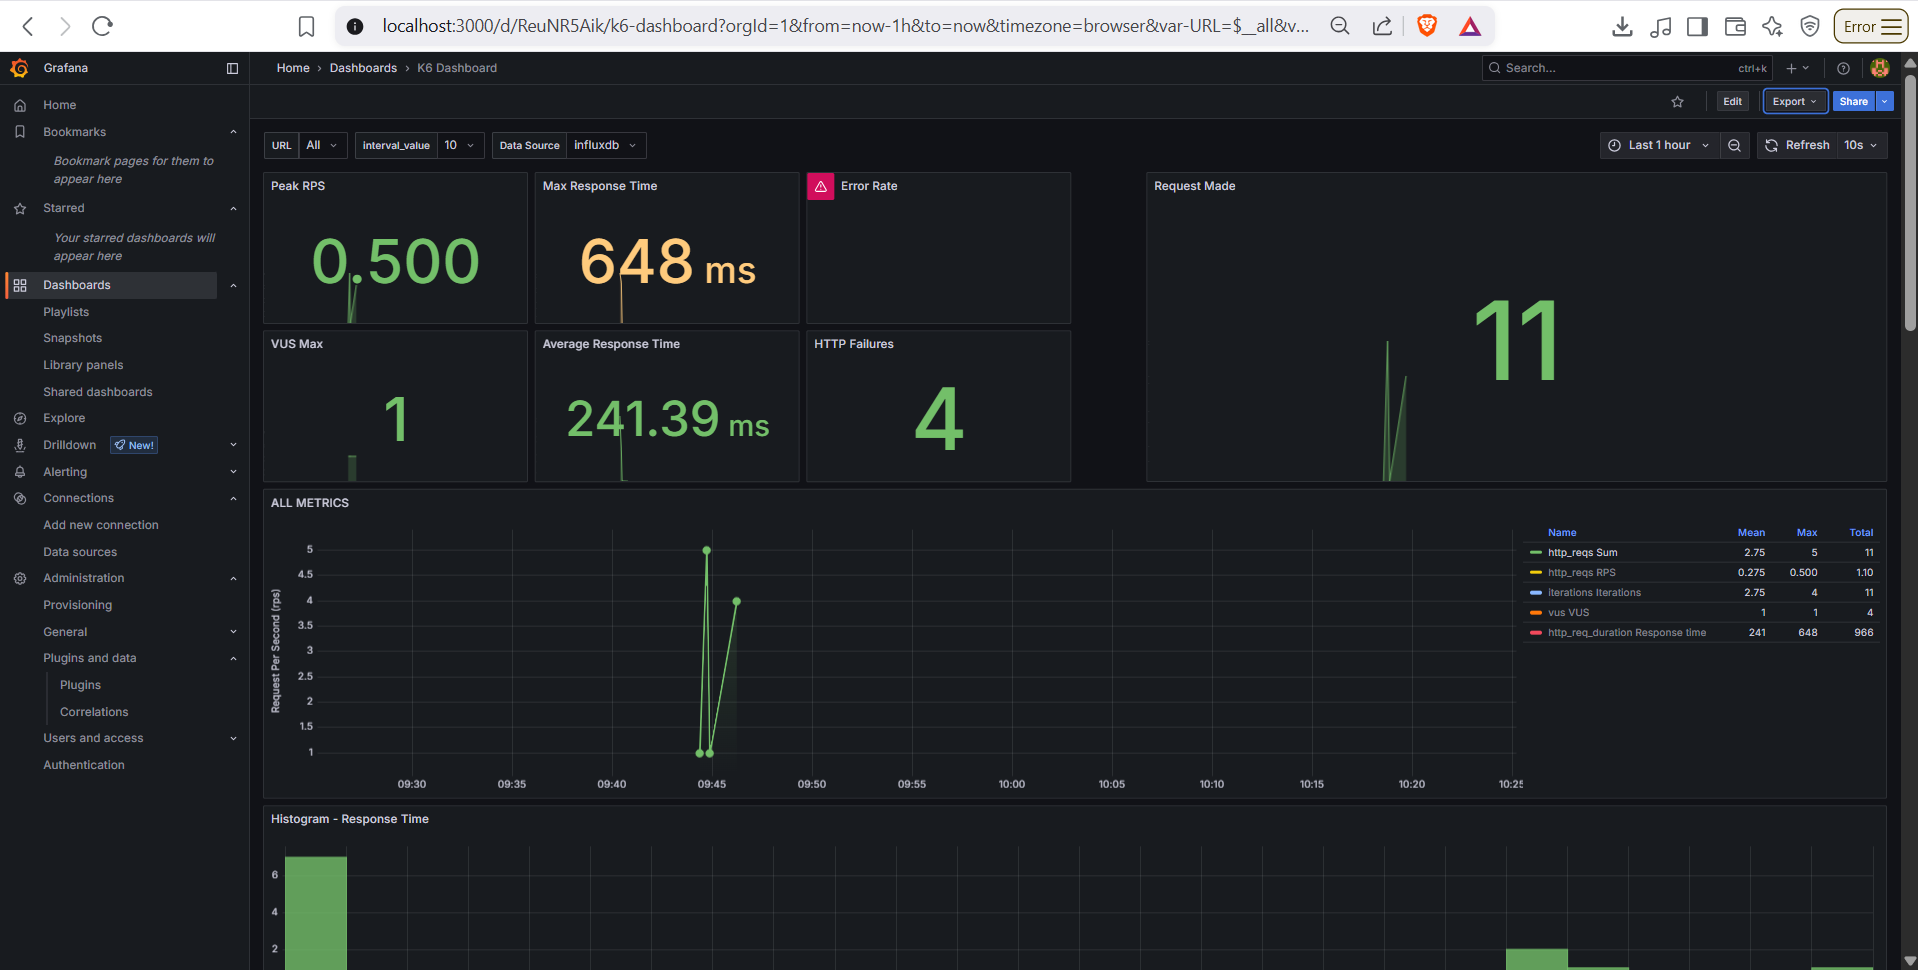 localhost:3000/d/ReuNR5Aik/k6-dashboard?orgId=1&from=now-1h&to=now&timezone=browser&var-URL=$__all&v...
Error
Grafana
Home › Dashboards › K6 Dashboard
Search...
ctrl+k
Edit
Export
Share
Home
Bookmarks
Bookmark pages for them to
appear here
Starred
Your starred dashboards will
appear here
Dashboards
Playlists
Snapshots
Library panels
Shared dashboards
Explore
Drilldown New!
Alerting
Connections
Add new connection
Data sources
Administration
Provisioning
General
Plugins and data
Plugins
Correlations
Users and access
Authentication
URL All interval_value 10 Data Source influxdb
Last 1 hour Refresh 10s
Peak RPS
0.500
Max Response Time
648 ms
Error Rate
Request Made
11
VUS Max
1
Average Response Time
241.39 ms
HTTP Failures
4
ALL METRICS
Request Per Second (rps)
5
4.5
4
3.5
3
2.5
2
1.5
1
09:30 09:35 09:40 09:45 09:50 09:55 10:00 10:05 10:10 10:15 10:20 10:25
Name Mean Max Total
http_reqs Sum 2.75 5 11
http_reqs RPS 0.275 0.500 1.10
iterations Iterations 2.75 4 11
vus VUS 1 1 4
http_req_duration Response time 241 648 966
Histogram - Response Time
6
4
2